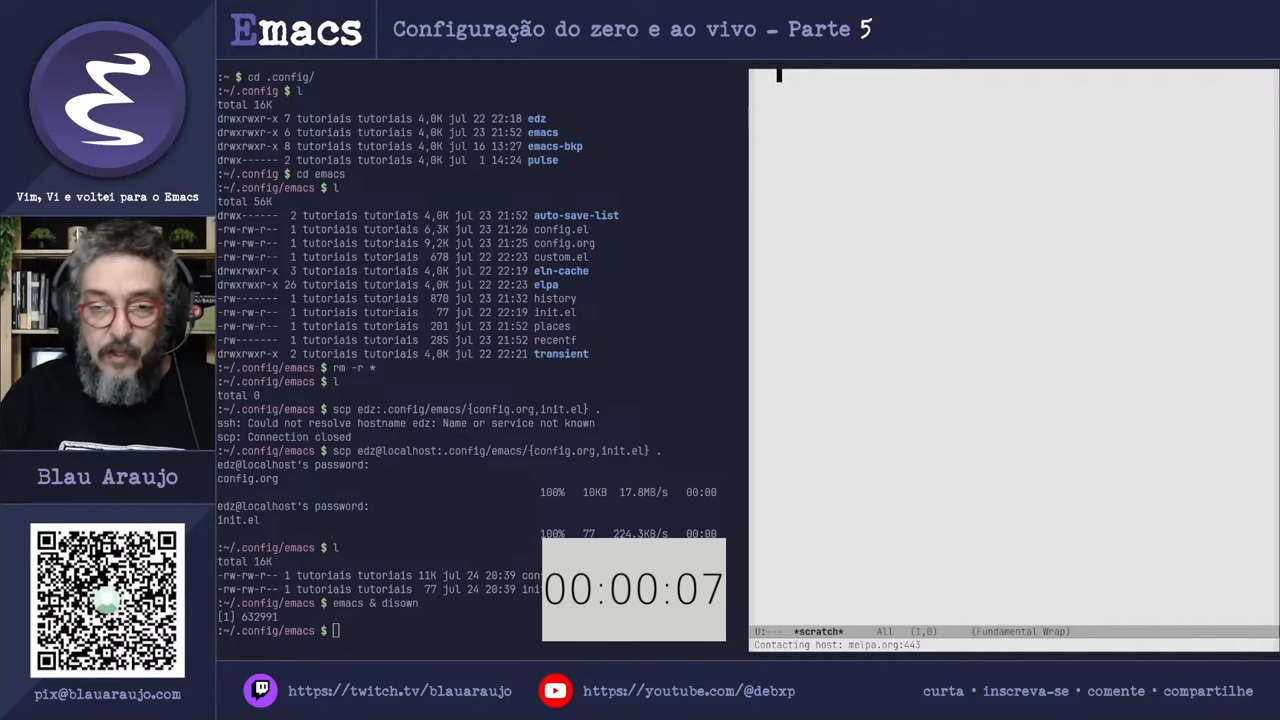 Emacs
Configuração do zero e ao vivo - Parte 5
Vim, Vi e voltei para o Emacs
Blau Araujo
pix@blauaraujo.com
:~ $ cd .config/
:~/.config $ l
total 16K
drwxrwxr-x 7 tutoriais tutoriais 4,0K jul 22 22:18 edz
drwxrwxr-x 6 tutoriais tutoriais 4,0K jul 23 21:52 emacs
drwxrwxr-x 8 tutoriais tutoriais 4,0K jul 16 13:27 emacs-bkp
drwx------ 2 tutoriais tutoriais 4,0K jul  1 14:24 pulse
:~/.config $ cd emacs
:~/.config/emacs $ l
total 56K
drwx------  2 tutoriais tutoriais 4,0K jul 23 21:52 auto-save-list
-rw-rw-r--  1 tutoriais tutoriais 6,3K jul 23 21:26 config.el
-rw-rw-r--  1 tutoriais tutoriais 9,2K jul 23 21:25 config.org
-rw-rw-r--  1 tutoriais tutoriais  678 jul 22 22:23 custom.el
drwxrwxr-x  3 tutoriais tutoriais 4,0K jul 22 22:19 eln-cache
drwxrwxr-x 26 tutoriais tutoriais 4,0K jul 22 22:23 elpa
-rw-------  1 tutoriais tutoriais  870 jul 23 21:32 history
-rw-rw-r--  1 tutoriais tutoriais   77 jul 22 22:19 init.el
-rw-rw-r--  1 tutoriais tutoriais  201 jul 23 21:52 places
-rw-------  1 tutoriais tutoriais  285 jul 23 21:52 recentf
drwxrwxr-x  2 tutoriais tutoriais 4,0K jul 22 22:21 transient
:~/.config/emacs $ rm -r *
:~/.config/emacs $ l
total 0
:~/.config/emacs $ scp edz:.config/emacs/{config.org,init.el} .
ssh: Could not resolve hostname edz: Name or service not known
scp: Connection closed
:~/.config/emacs $ scp edz@localhost:.config/emacs/{config.org,init.el} .
edz@localhost's password:
config.org
100%   10KB  17.8MB/s   00:00
edz@localhost's password:
init.el
100%   77   224.3KB/s   00:00
:~/.config/emacs $ l
total 16K
-rw-rw-r-- 1 tutoriais tutoriais 11K jul 24 20:39 con
-rw-rw-r-- 1 tutoriais tutoriais  77 jul 24 20:39 ini
:~/.config/emacs $ emacs & disown
[1] 632991
:~/.config/emacs $
00:00:07
U:---  *scratch*      All   (1,0)      (Fundamental Wrap)
Contacting host: melpa.org:443
https://twitch.tv/blauaraujo
https://youtube.com/@debxp
curta • inscreva-se • comente • compartilhe